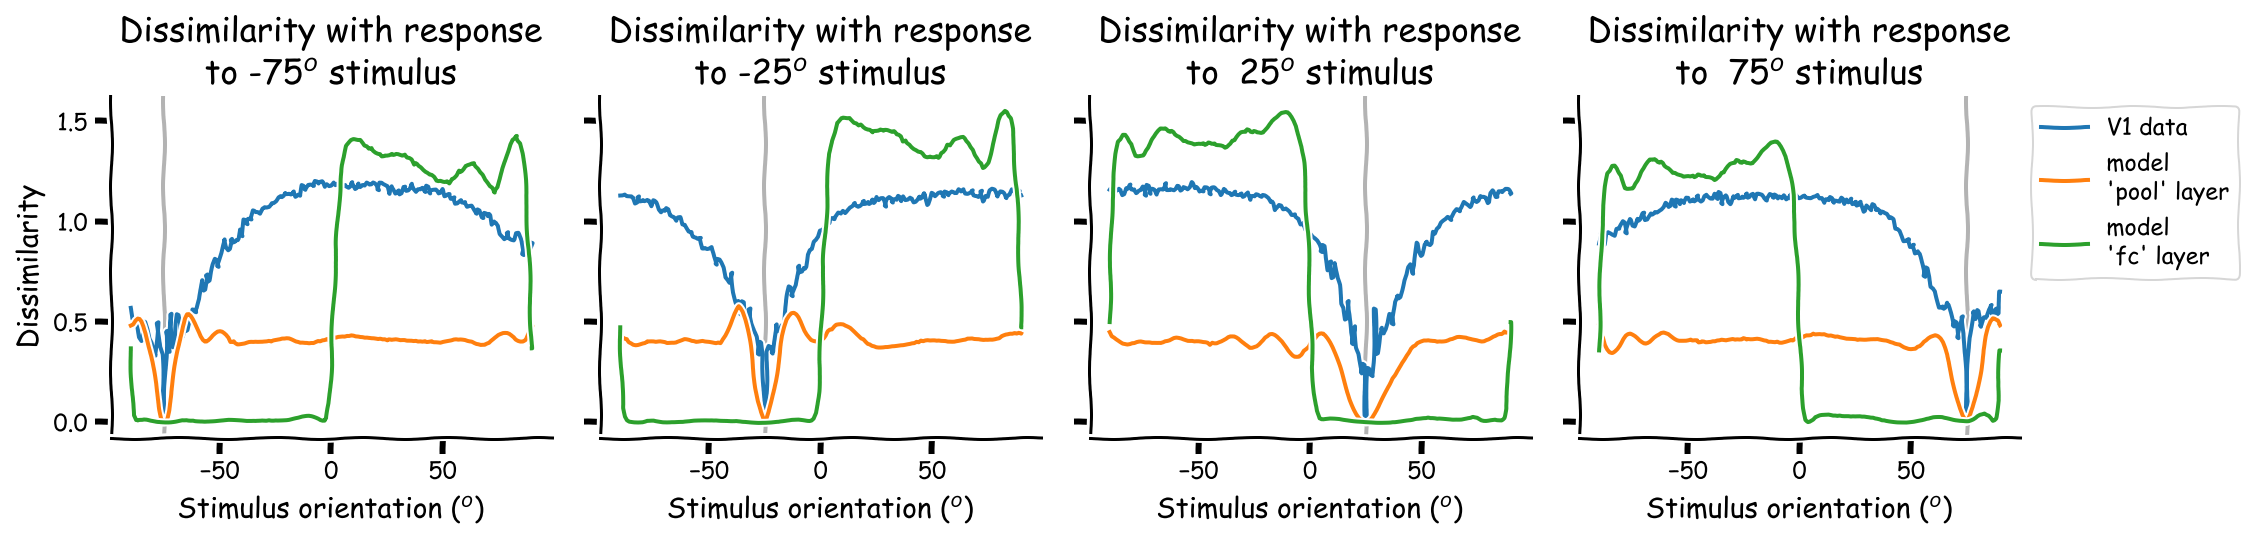 Dissimilarity with response
to -75° stimulus
Dissimilarity with response
to -25° stimulus
Dissimilarity with response
to 25° stimulus
Dissimilarity with response
to 75° stimulus
Dissimilarity
1.5
1.0
0.5
0.0
−50 0 50
−50 0 50
−50 0 50
−50 0 50
Stimulus orientation (°)
Stimulus orientation (°)
Stimulus orientation (°)
Stimulus orientation (°)
V1 data
model
'pool' layer
model
'fc' layer